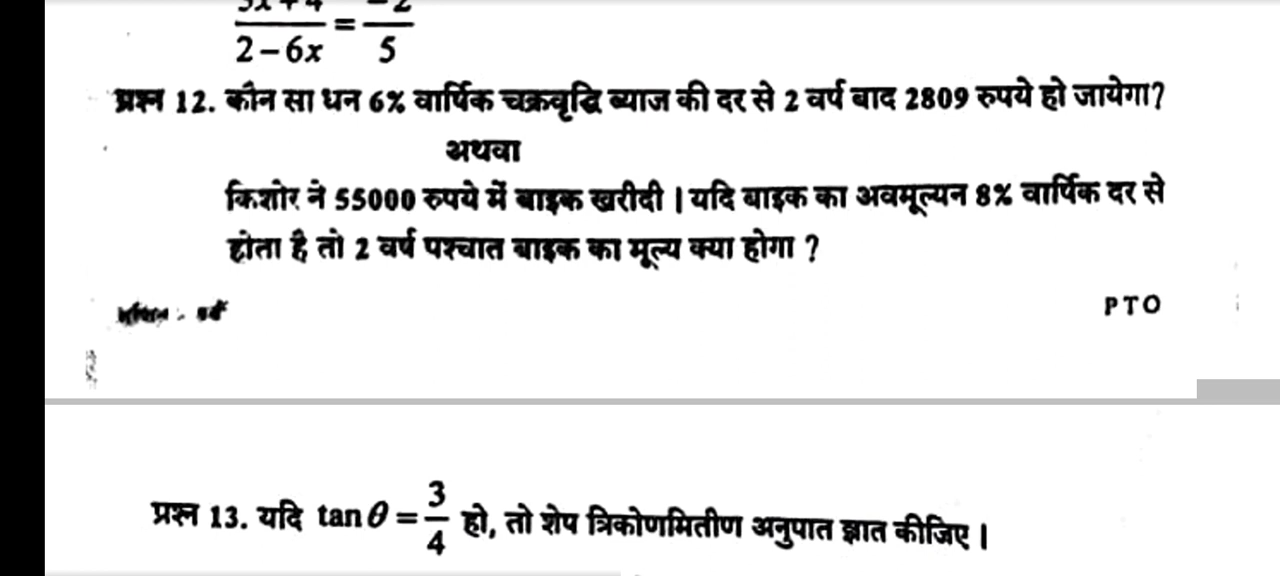 2 – 6x = 5
प्रश्न 12. कौन सा धन 6% वार्षिक चक्रवृद्धि ब्याज की दर से 2 वर्ष बाद 2809 रुपये हो जायेगा?
अथवा
किशोर ने 55000 रुपये में बाइक खरीदी । यदि बाइक का अवमूल्यन 8% वार्षिक दर से
होता है तो 2 वर्ष पश्चात बाइक का मूल्य क्या होगा ?
PTO
प्रश्न 13. यदि tan θ = 3/4 हो, तो शेष त्रिकोणमितीण अनुपात ज्ञात कीजिए ।